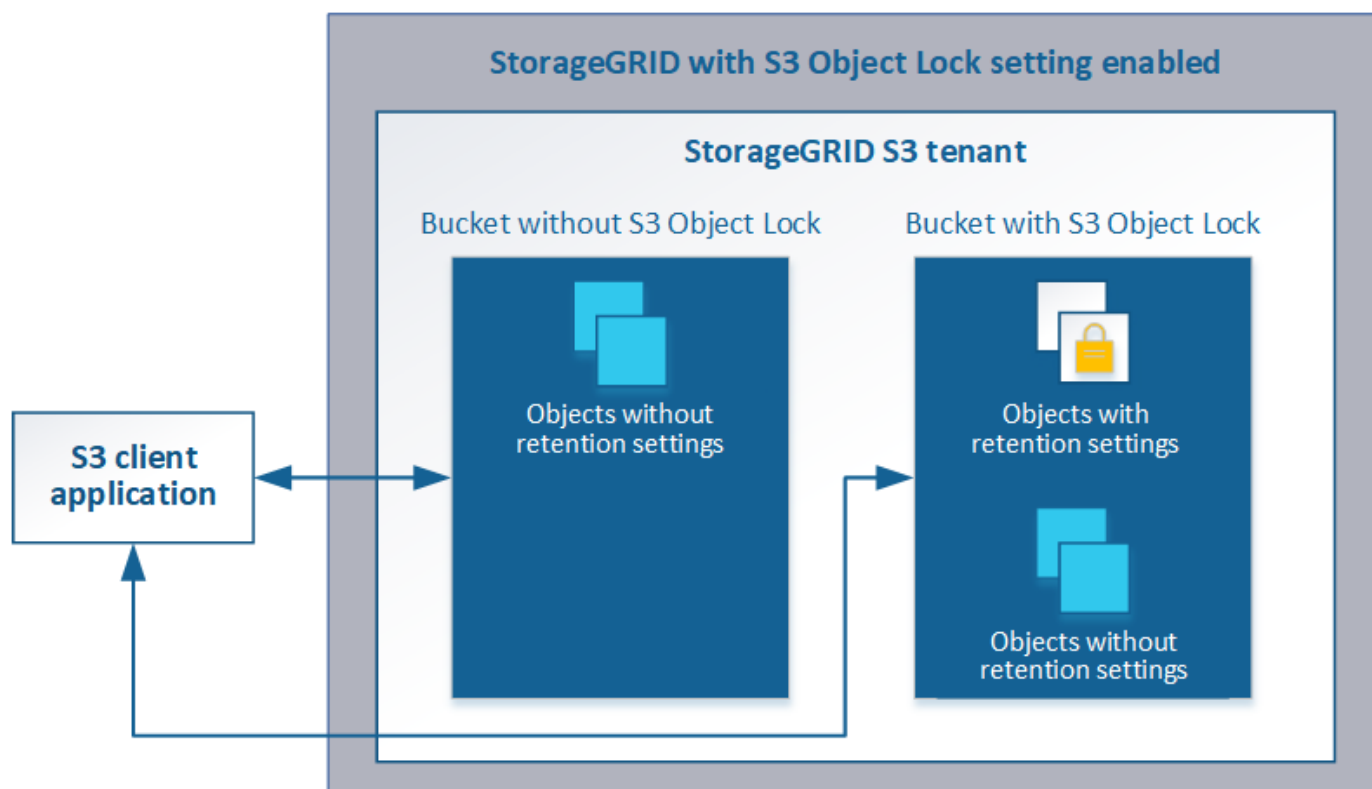 StorageGRID with S3 Object Lock setting enabled
StorageGRID S3 tenant
Bucket without S3 Object Lock
Bucket with S3 Object Lock
Objects without
retention settings
Objects with
retention settings
S3 client
application
Objects without
retention settings